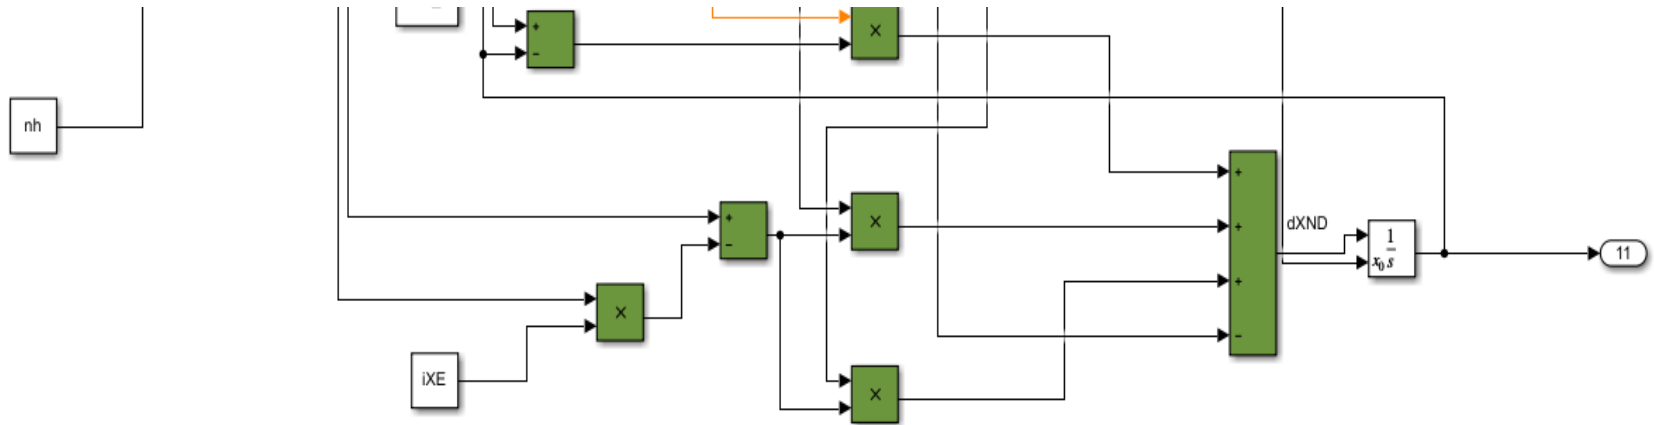 +
−
×
nh
+
dXND
+
×
+
−
1
s
x₀
11
+
×
−
iXE
×